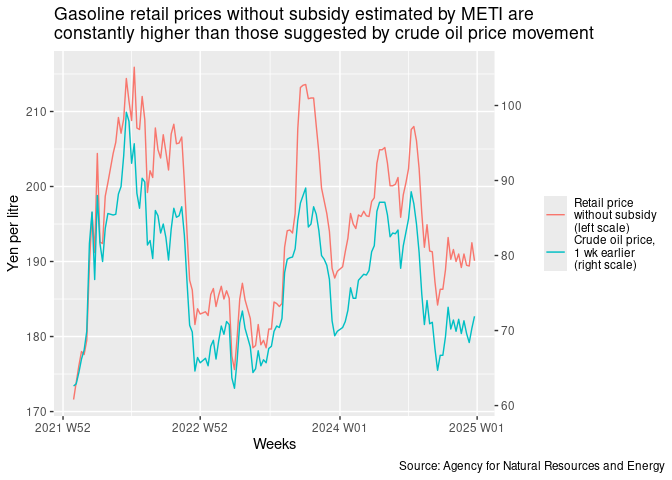 Gasoline retail prices without subsidy estimated by METI are
constantly higher than those suggested by crude oil price movement
Yen per litre
210
200
190
180
170
100
90
80
70
60
2021 W52
2022 W52
2024 W01
2025 W01
Weeks
Retail price
without subsidy
(left scale)
Crude oil price,
1 wk earlier
(right scale)
Source: Agency for Natural Resources and Energy